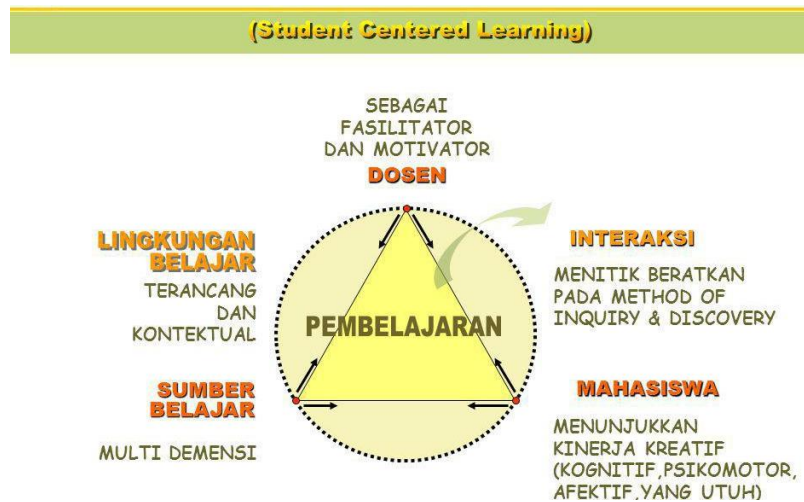 (Student Centered Learning)
SEBAGAI
FASILITATOR
DAN MOTIVATOR
DOSEN
LINGKUNGAN
BELAJAR
TERANCANG
DAN
KONTEKTUAL
INTERAKSI
MENITIK BERATKAN
PADA METHOD OF
INQUIRY & DISCOVERY
PEMBELAJARAN
SUMBER
BELAJAR
MULTI DEMENSI
MAHASISWA
MENUNJUKKAN
KINERJA KREATIF
(KOGNITIF,PSIKOMOTOR,
AFEKTIF,YANG UTUH)